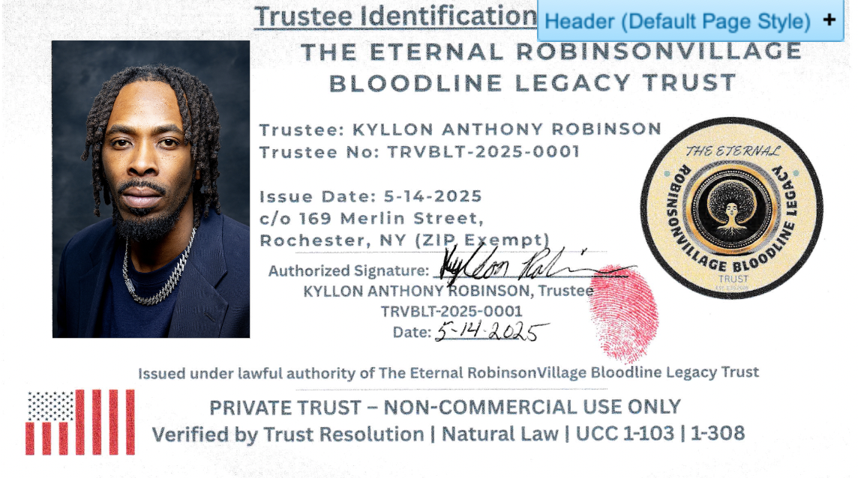 Trustee Identification
Header (Default Page Style) +
THE ETERNAL ROBINSONVILLAGE
BLOODLINE LEGACY TRUST
Trustee: KYLLON ANTHONY ROBINSON
Trustee No: TRVBLT-2025-0001
Issue Date: 5-14-2025
c/o 169 Merlin Street,
Rochester, NY (ZIP Exempt)
Authorized Signature: Kyllon Robinson
KYLLON ANTHONY ROBINSON, Trustee
TRVBLT-2025-0001
Date: 5-14-2025
THE ETERNAL
ROBINSONVILLAGE BLOODLINE LEGACY
TRUST
Issued under lawful authority of The Eternal RobinsonVillage Bloodline Legacy Trust
PRIVATE TRUST – NON-COMMERCIAL USE ONLY
Verified by Trust Resolution | Natural Law | UCC 1-103 | 1-308